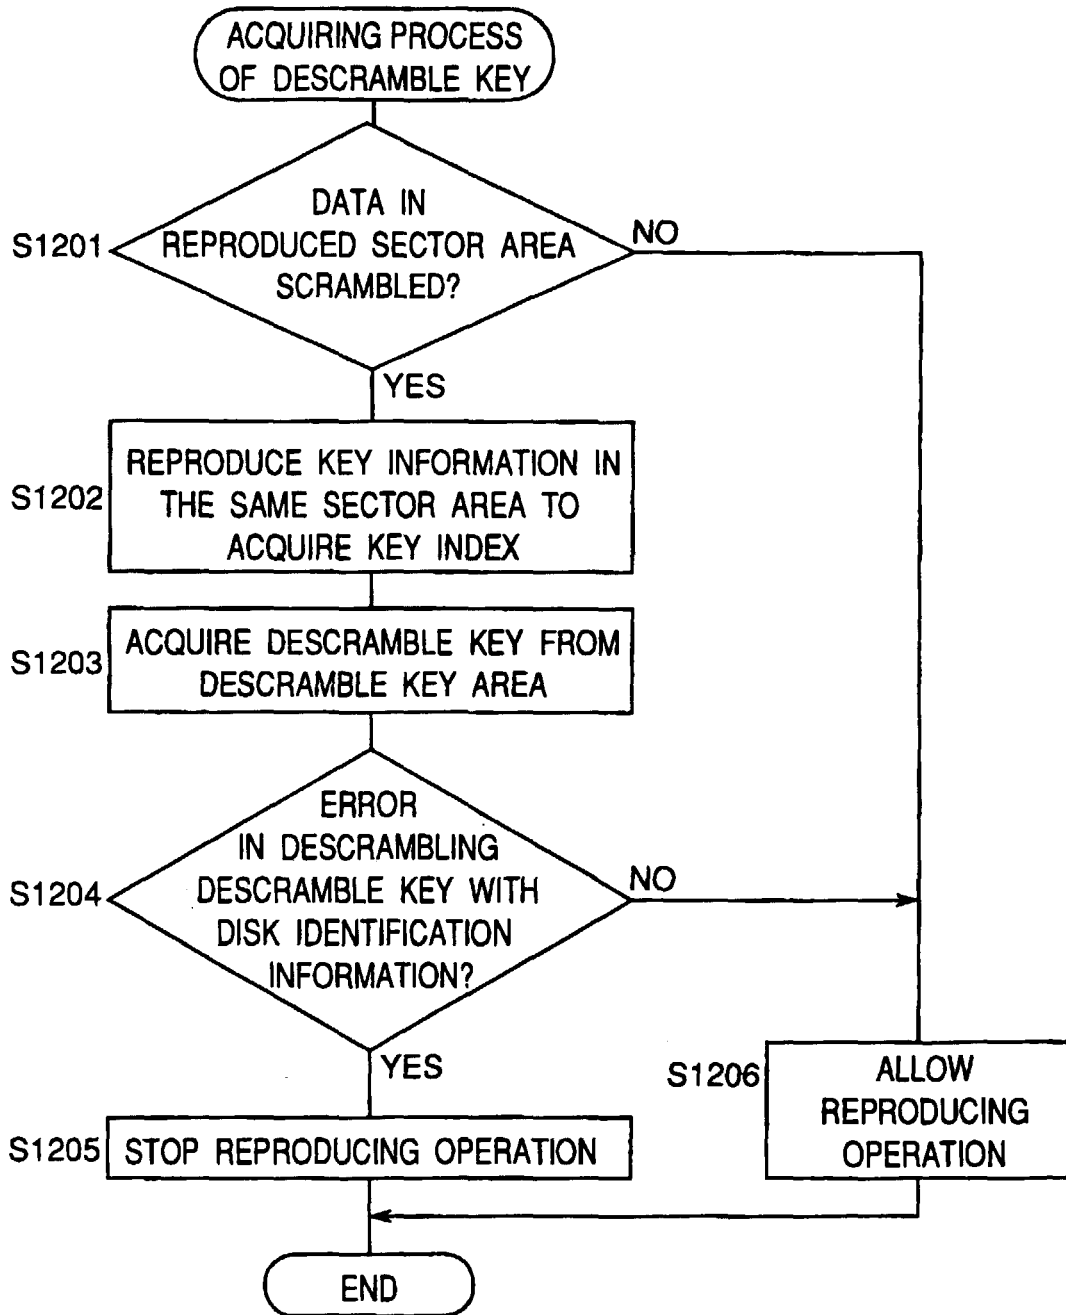 ACQUIRING PROCESS
OF DESCRAMBLE KEY
S1201
DATA IN
REPRODUCED SECTOR AREA
SCRAMBLED?
NO
YES
S1202
REPRODUCE KEY INFORMATION IN
THE SAME SECTOR AREA TO
ACQUIRE KEY INDEX
S1203
ACQUIRE DESCRAMBLE KEY FROM
DESCRAMBLE KEY AREA
S1204
ERROR
IN DESCRAMBLING
DESCRAMBLE KEY WITH
DISK IDENTIFICATION
INFORMATION?
NO
YES
S1205
STOP REPRODUCING OPERATION
S1206
ALLOW
REPRODUCING
OPERATION
END